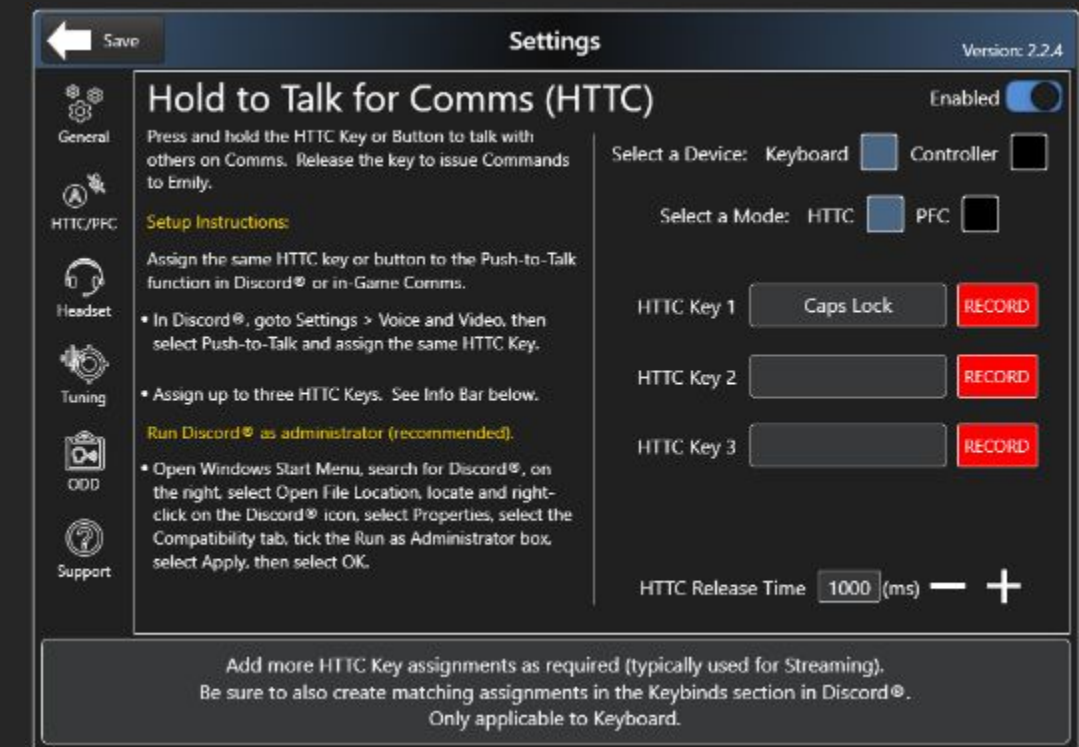 Save
Settings
Version: 2.2.4
General
HTTC/PFC
Headset
Tuning
ODD
Support
Hold to Talk for Comms (HTTC)
Press and hold the HTTC Key or Button to talk with
others on Comms. Release the key to issue Commands
to Emily.
Setup Instructions:
Assign the same HTTC key or button to the Push-to-Talk
function in Discord® or in-Game Comms.
• In Discord®, goto Settings > Voice and Video, then
select Push-to-Talk and assign the same HTTC Key.
• Assign up to three HTTC Keys. See Info Bar below.
Run Discord® as administrator (recommended).
• Open Windows Start Menu, search for Discord®, on
the right, select Open File Location, locate and right-
click on the Discord® icon, select Properties, select the
Compatibility tab, tick the Run as Administrator box,
select Apply, then select OK.
Enabled
Select a Device: Keyboard Controller
Select a Mode: HTTC PFC
HTTC Key 1 Caps Lock RECORD
HTTC Key 2 RECORD
HTTC Key 3 RECORD
HTTC Release Time 1000 (ms)
Add more HTTC Key assignments as required (typically used for Streaming).
Be sure to also create matching assignments in the Keybinds section in Discord®.
Only applicable to Keyboard.